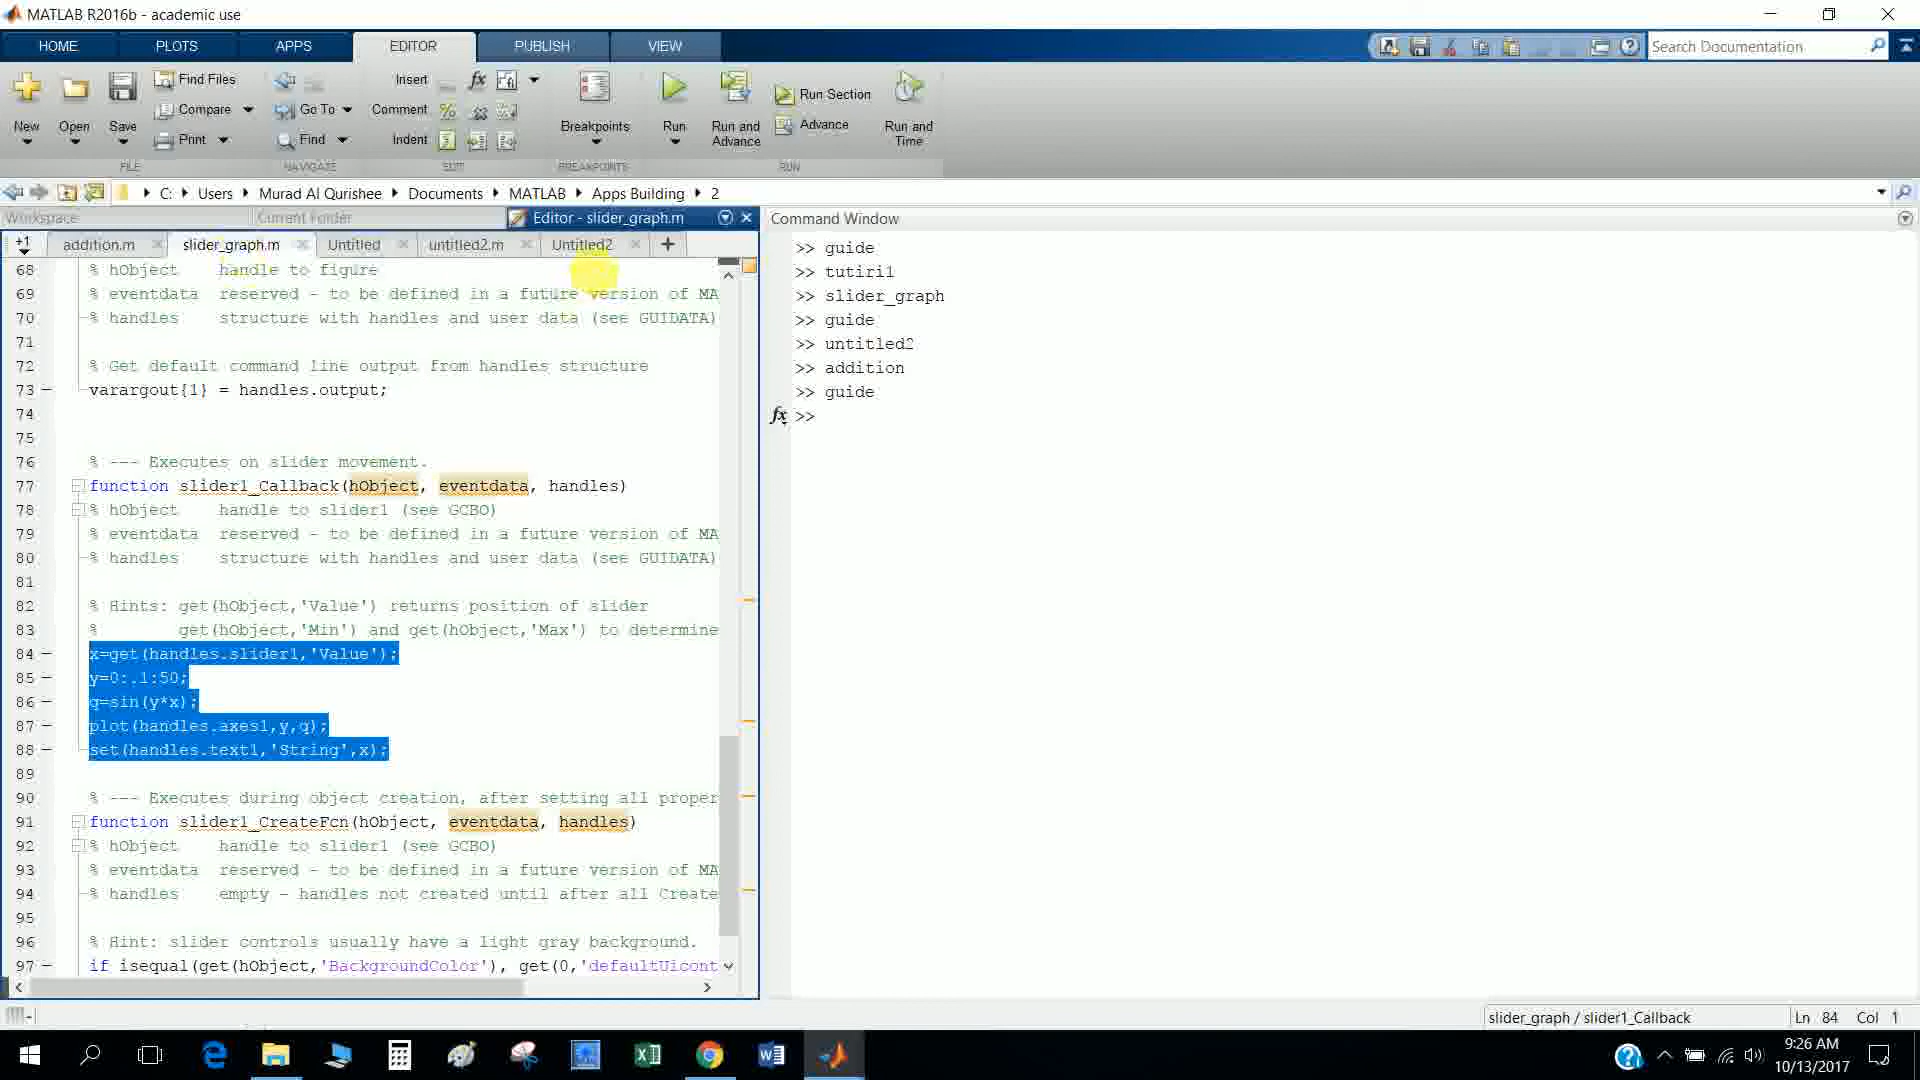 MATLAB R2016b - academic use
HOME PLOTS APPS EDITOR PUBLISH VIEW
Search Documentation
New Open Save
Find Files
Compare
Print
Go To
Find
Insert
Comment
Indent
Breakpoints
Run
Run and Advance
Run Section
Advance
Run and Time
FILE NAVIGATE EDIT BREAKPOINTS RUN
C: Users Murad Al Qurishee Documents MATLAB Apps Building 2
Workspace Current Folder Editor - slider_graph.m
+1 addition.m slider_graph.m Untitled untitled2.m Untitled2
68 % hObject    handle to figure
69 % eventdata  reserved - to be defined in a future version of MA
70 % handles    structure with handles and user data (see GUIDATA)
71
72 % Get default command line output from handles structure
73 varargout{1} = handles.output;
74
75
76 % --- Executes on slider movement.
77 function slider1_Callback(hObject, eventdata, handles)
78 % hObject    handle to slider1 (see GCBO)
79 % eventdata  reserved - to be defined in a future version of MA
80 % handles    structure with handles and user data (see GUIDATA)
81
82 % Hints: get(hObject,'Value') returns position of slider
83 %        get(hObject,'Min') and get(hObject,'Max') to determine
84 x=get(handles.slider1,'Value');
85 y=0:.1:50;
86 q=sin(y*x);
87 plot(handles.axes1,y,q);
88 set(handles.text1,'String',x);
89
90 % --- Executes during object creation, after setting all proper
91 function slider1_CreateFcn(hObject, eventdata, handles)
92 % hObject    handle to slider1 (see GCBO)
93 % eventdata  reserved - to be defined in a future version of MA
94 % handles    empty - handles not created until after all Create
95
96 % Hint: slider controls usually have a light gray background.
97 if isequal(get(hObject,'BackgroundColor'), get(0,'defaultUicont
Command Window
>> guide
>> tutiri1
>> slider_graph
>> guide
>> untitled2
>> addition
>> guide
fx >>
slider_graph / slider1_Callback Ln 84 Col 1
9:26 AM
10/13/2017